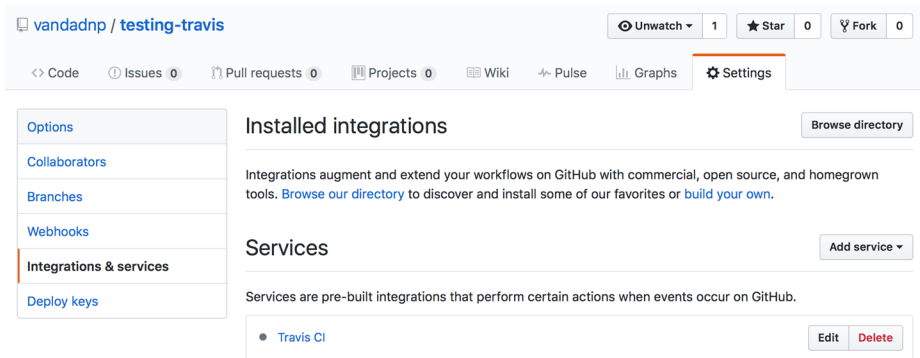 vandadnp / testing-travis Unwatch 1 Star 0 Fork 0
Code Issues 0 Pull requests 0 Projects 0 Wiki Pulse Graphs Settings
Options
Collaborators
Branches
Webhooks
Integrations & services
Deploy keys
Installed integrations Browse directory
Integrations augment and extend your workflows on GitHub with commercial, open source, and homegrown
tools. Browse our directory to discover and install some of our favorites or build your own.
Services Add service
Services are pre-built integrations that perform certain actions when events occur on GitHub.
Travis CI Edit Delete